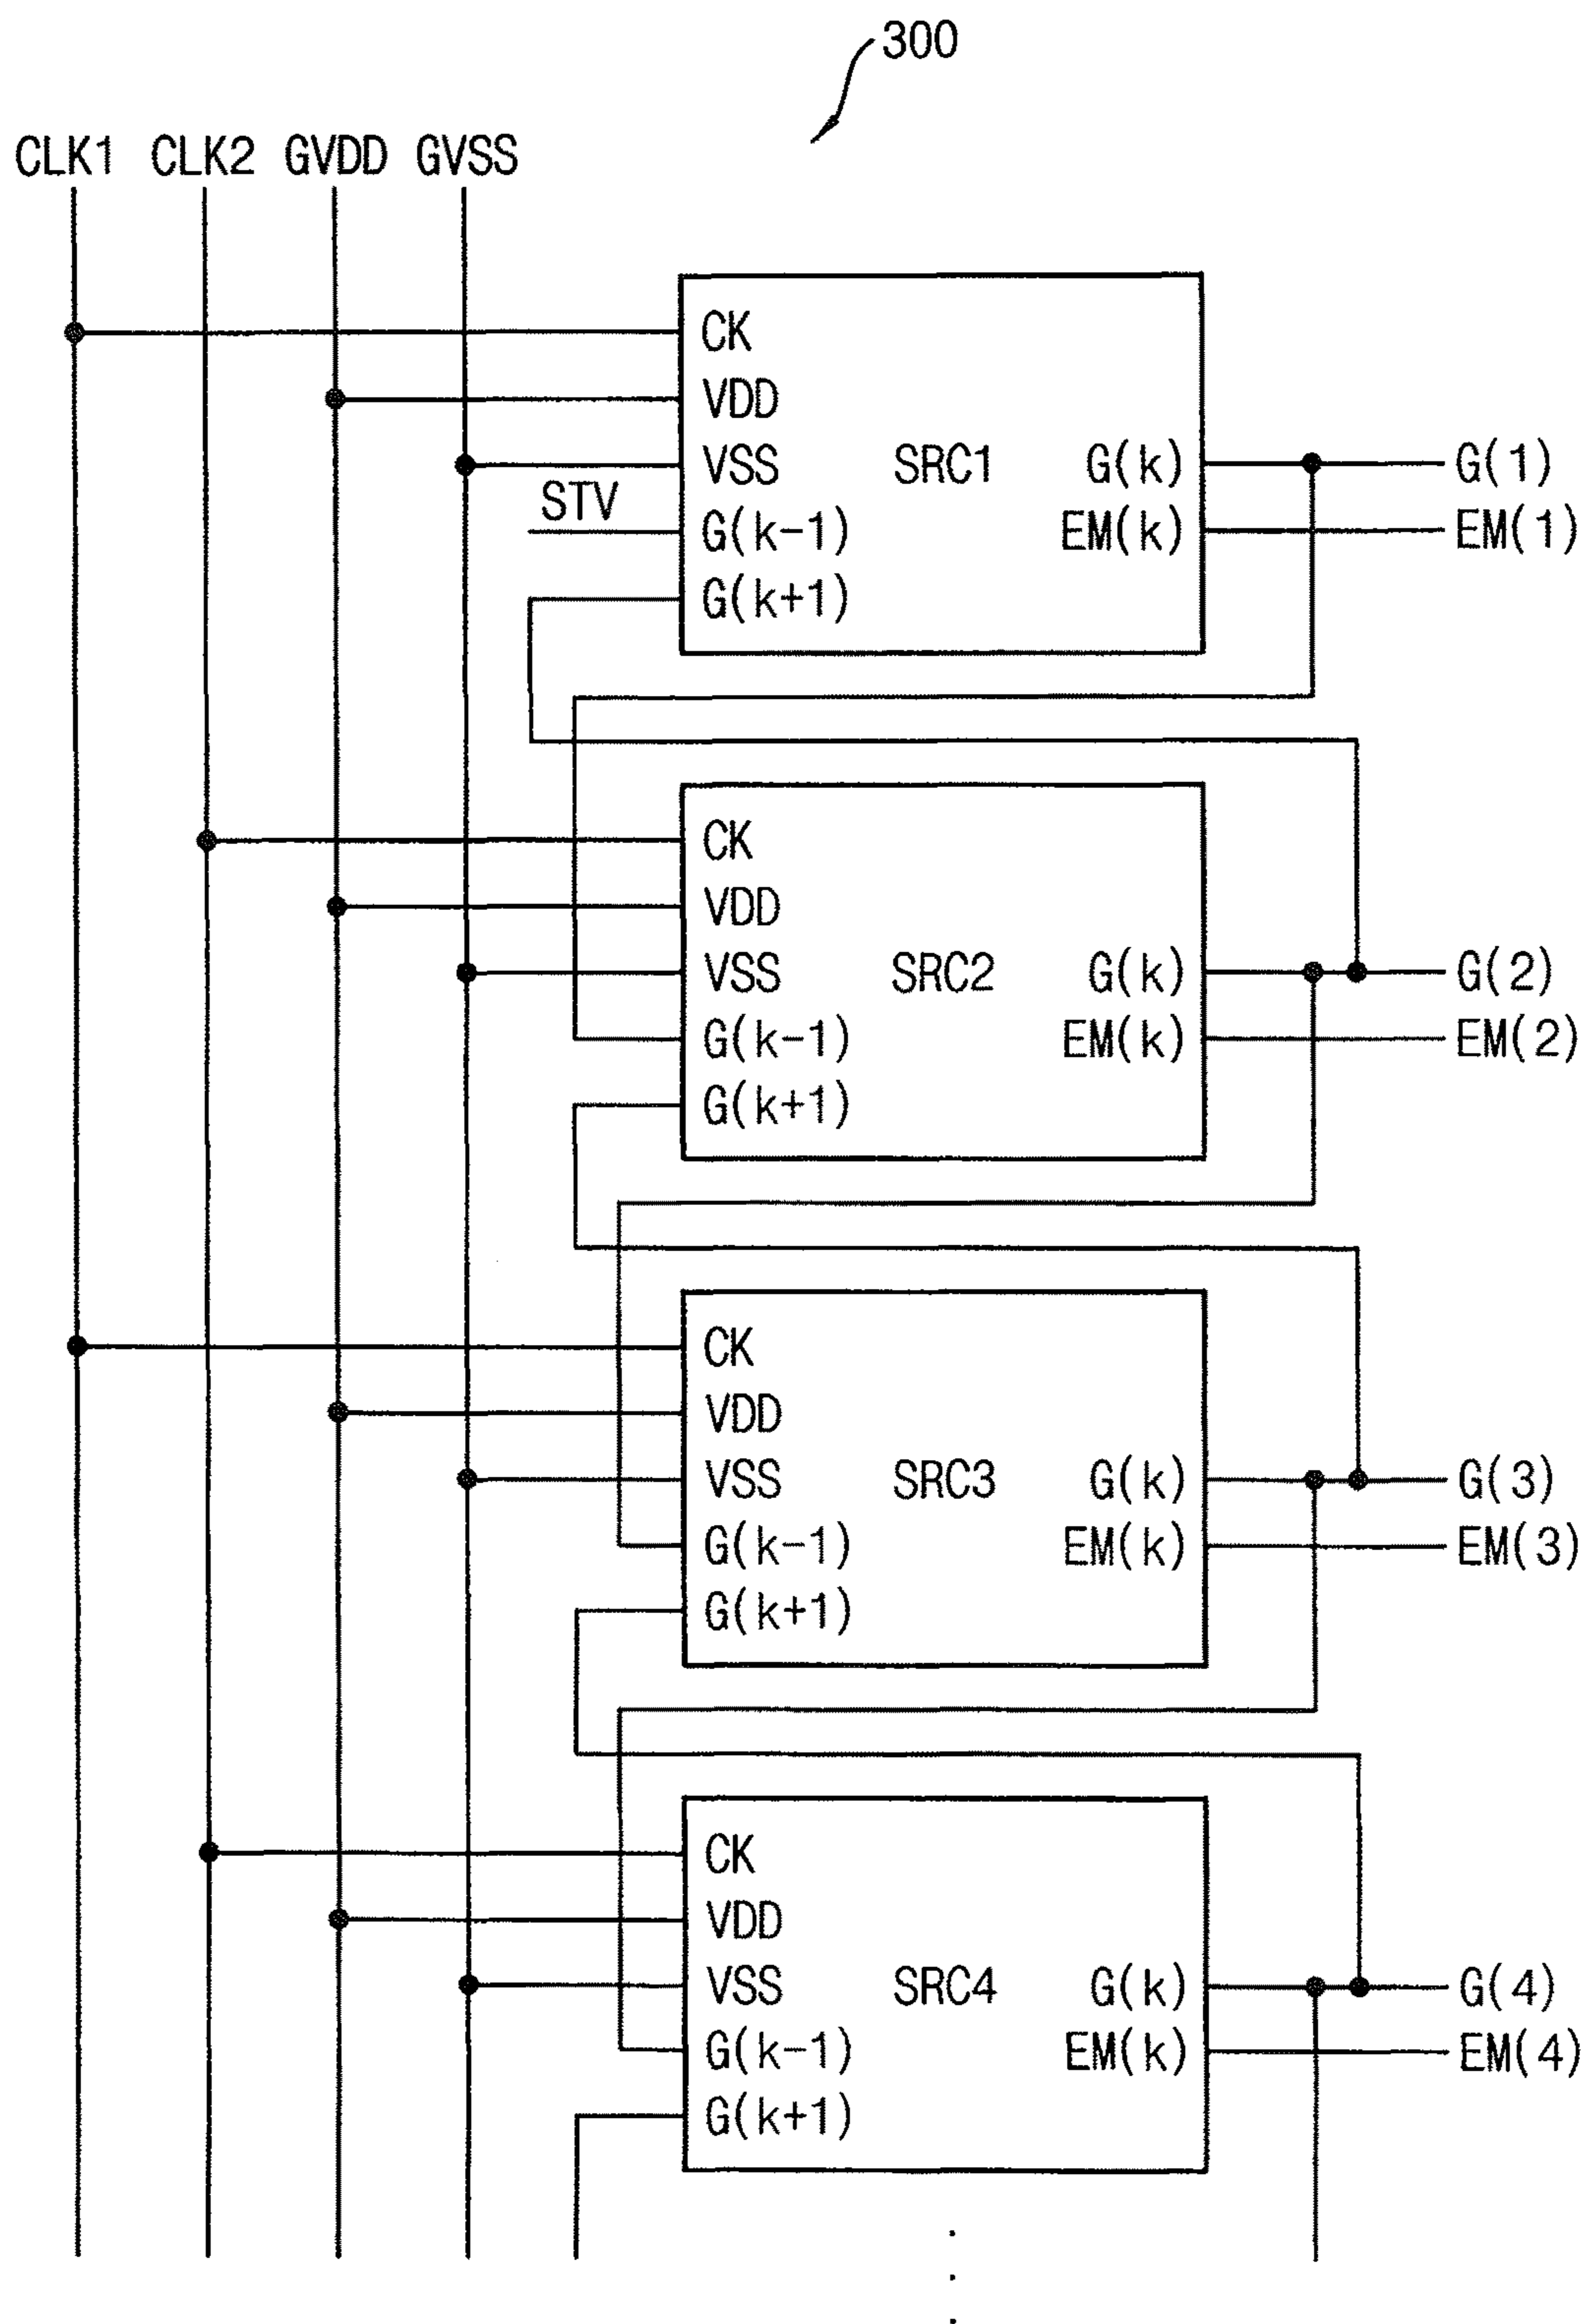 300
CLK1 CLK2 GVDD GVSS
CK
VDD
VSS SRC1 G(k) G(1)
STV
G(k-1) EM(k) EM(1)
G(k+1)
CK
VDD
VSS SRC2 G(k) G(2)
G(k-1) EM(k) EM(2)
G(k+1)
CK
VDD
VSS SRC3 G(k) G(3)
G(k-1) EM(k) EM(3)
G(k+1)
CK
VDD
VSS SRC4 G(k) G(4)
G(k-1) EM(k) EM(4)
G(k+1)